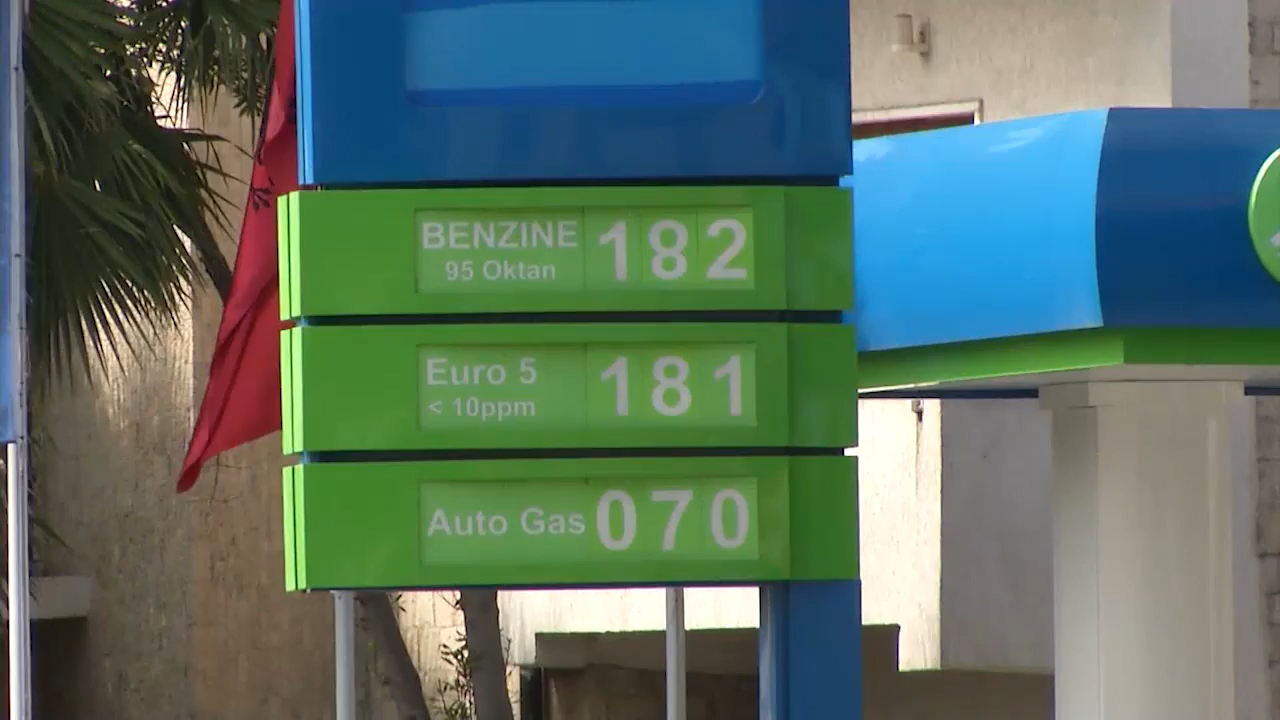 BENZINE 182
95 Oktan
Euro 5 181
< 10ppm
Auto Gas 070